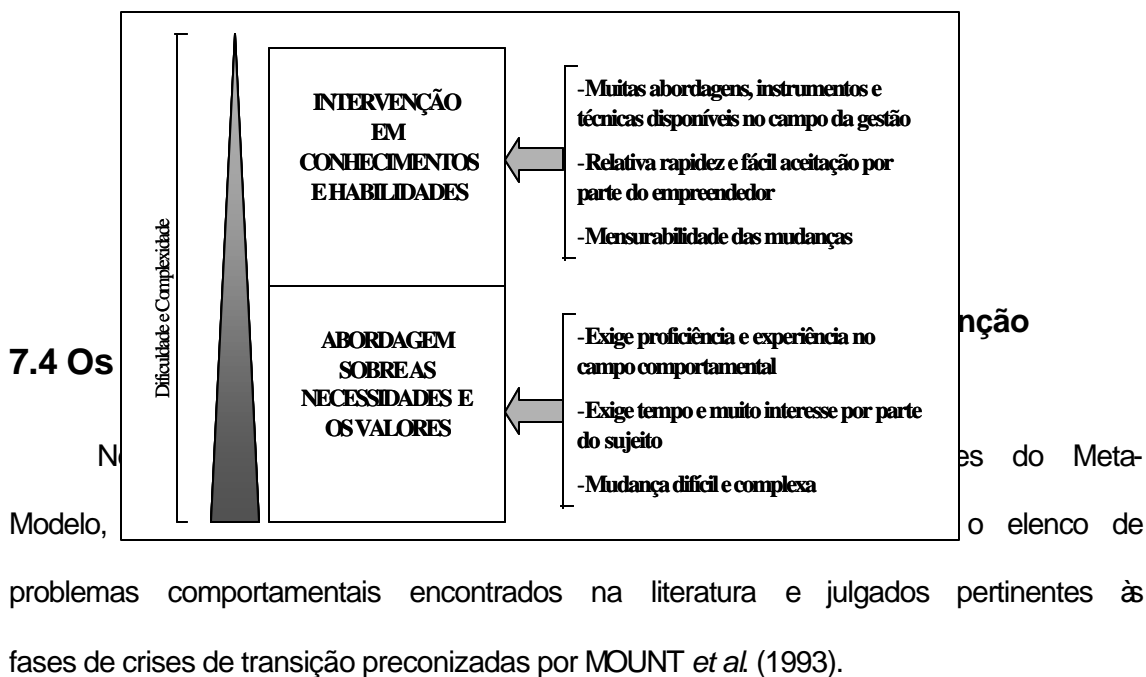 Dificuldade e Complexidade
INTERVENÇÃO
EM
CONHECIMENTOS
E HABILIDADES
-Muitas abordagens, instrumentos e
técnicas disponíveis no campo da gestão
-Relativa rapidez e fácil aceitação por
parte do empreendedor
-Mensurabilidade das mudanças
ABORDAGEM
SOBRE AS
NECESSIDADES E
OS VALORES
-Exige proficiência e experiência no
campo comportamental
-Exige tempo e muito interesse por parte
do sujeito
-Mudança difícil e complexa
7.4 Os nção
es do Meta-
Modelo, o elenco de
problemas comportamentais encontrados na literatura e julgados pertinentes às
fases de crises de transição preconizadas por MOUNT et al. (1993).